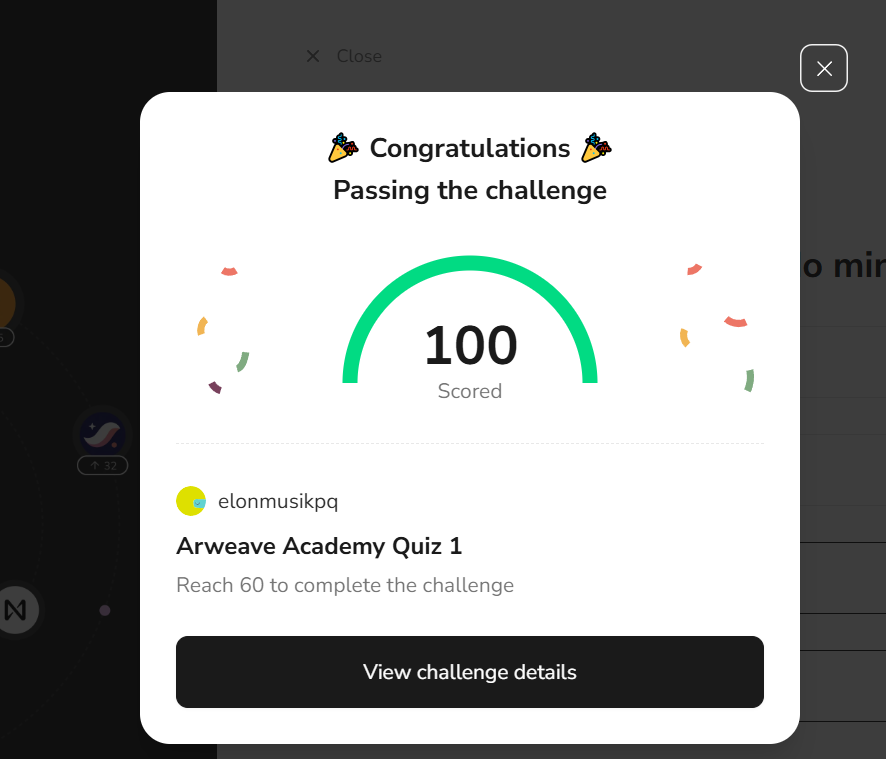 Close
Congratulations
Passing the challenge
o mir
100
Scored
32
elonmusikpq
Arweave Academy Quiz 1
Reach 60 to complete the challenge
View challenge details